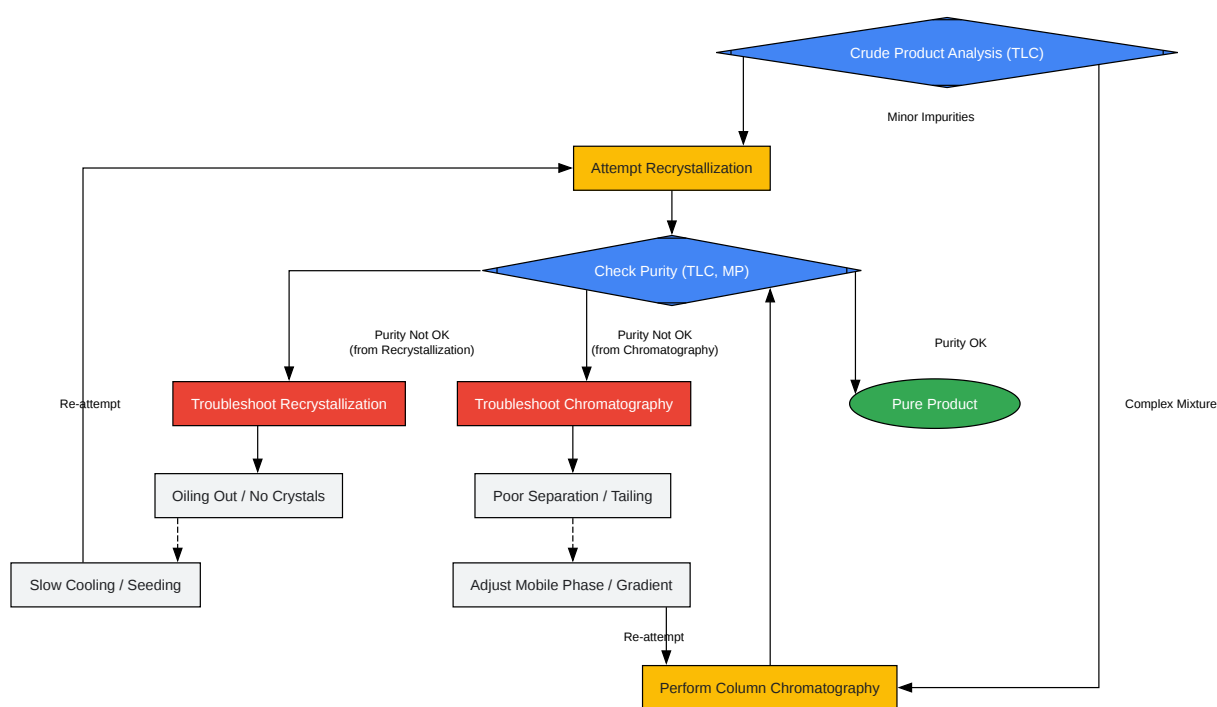 Crude Product Analysis (TLC)
Minor Impurities
Attempt Recrystallization
Check Purity (TLC, MP)
Purity Not OK
(from Recrystallization)
Purity Not OK
(from Chromatography)
Purity OK
Troubleshoot Recrystallization
Troubleshoot Chromatography
Pure Product
Re-attempt
Complex Mixture
Oiling Out / No Crystals
Poor Separation / Tailing
Slow Cooling / Seeding
Adjust Mobile Phase / Gradient
Re-attempt
Perform Column Chromatography